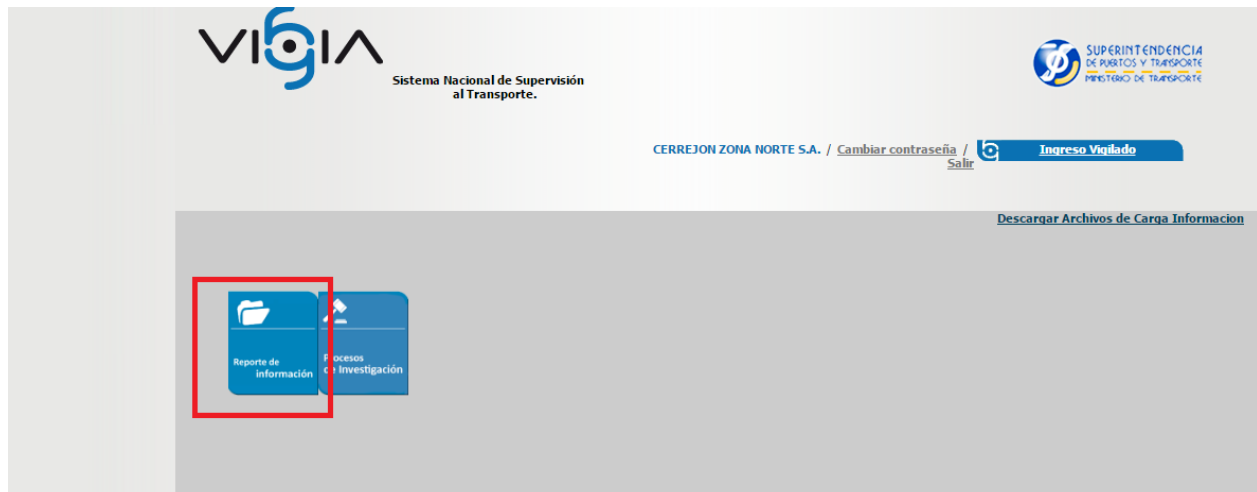 VIGIA
Sistema Nacional de Supervisión
al Transporte.
SUPERINTENDENCIA
DE PUERTOS Y TRANSPORTE
MINISTERIO DE TRANSPORTE
CERREJON ZONA NORTE S.A. / Cambiar contraseña /
Salir
Ingreso Vigilado
Descargar Archivos de Carga Informacion
Reporte de
información
Procesos
de Investigación